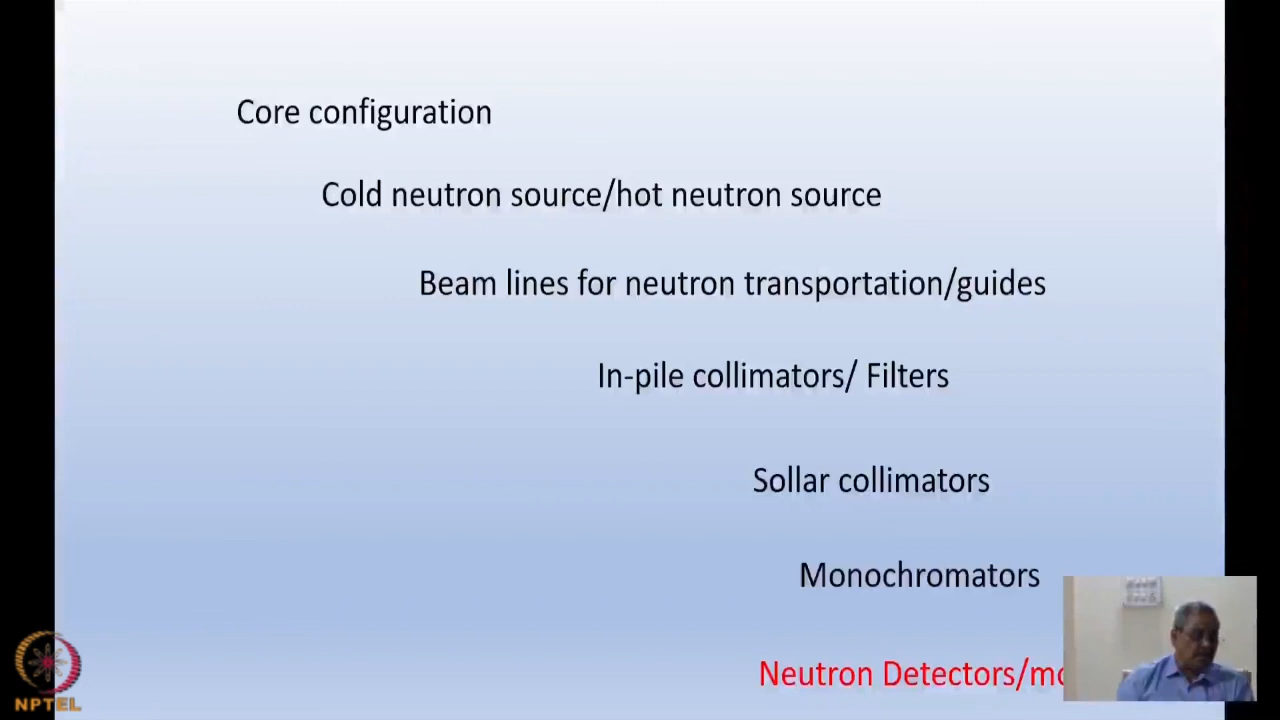 Core configuration
Cold neutron source/hot neutron source
Beam lines for neutron transportation/guides
In-pile collimators/ Filters
Sollar collimators
Monochromators
Neutron Detectors/
NPTEL